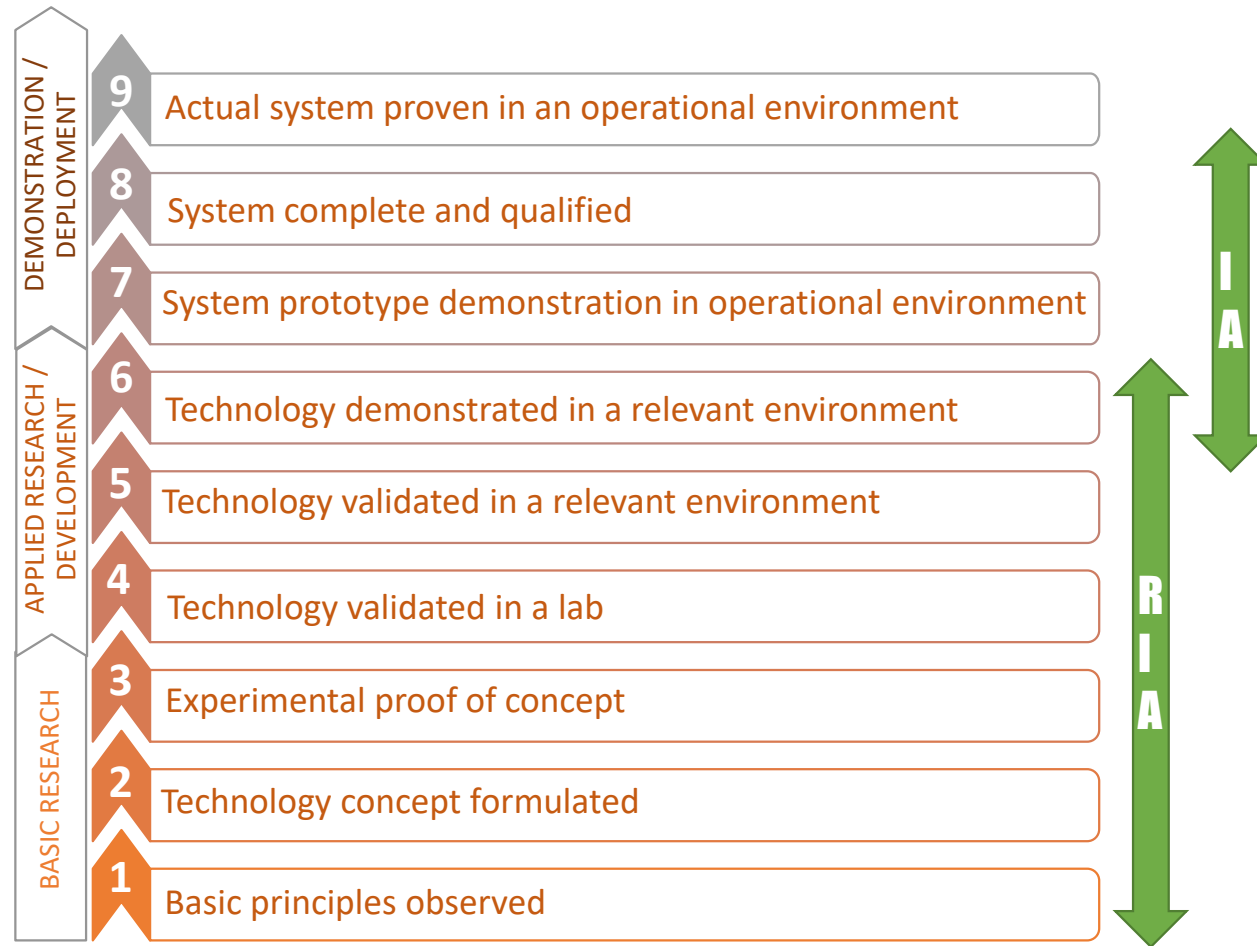 DEMONSTRATION /
DEPLOYMENT
APPLIED RESEARCH /
DEVELOPMENT
BASIC RESEARCH
9
Actual system proven in an operational environment
8
System complete and qualified
7
System prototype demonstration in operational environment
6
Technology demonstrated in a relevant environment
5
Technology validated in a relevant environment
4
Technology validated in a lab
3
Experimental proof of concept
2
Technology concept formulated
1
Basic principles observed
I
A
R
I
A